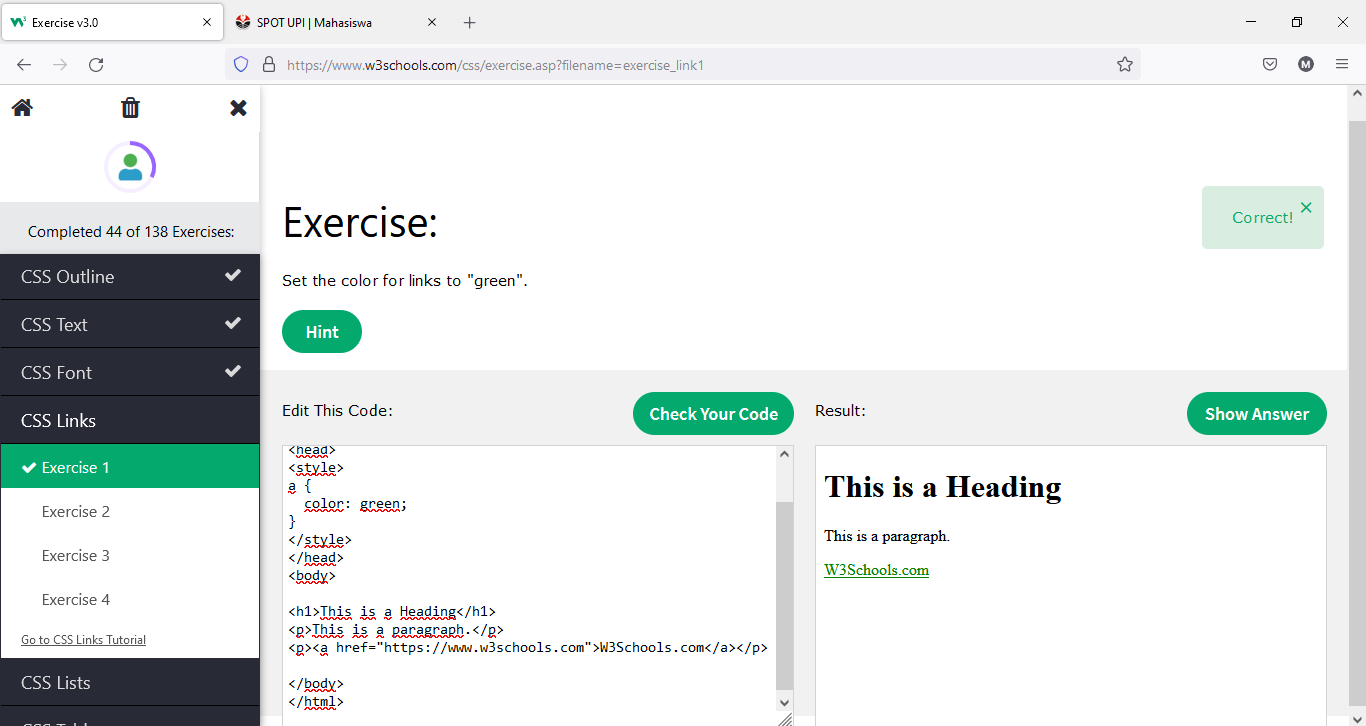 Exercise v3.0
SPOT UPI | Mahasiswa
https://www.w3schools.com/css/exercise.asp?filename=exercise_link1
M
Completed 44 of 138 Exercises:
CSS Outline
CSS Text
CSS Font
CSS Links
Exercise 1
Exercise 2
Exercise 3
Exercise 4
Go to CSS Links Tutorial
CSS Lists
Exercise:
Correct!
Set the color for links to "green".
Hint
Edit This Code:
Check Your Code
<head>
<style>
a {
  color: green;
}
</style>
</head>
<body>
<h1>This is a Heading</h1>
<p>This is a paragraph.</p>
<p><a href="https://www.w3schools.com">W3Schools.com</a></p>
</body>
</html>
Result:
Show Answer
This is a Heading
This is a paragraph.
W3Schools.com